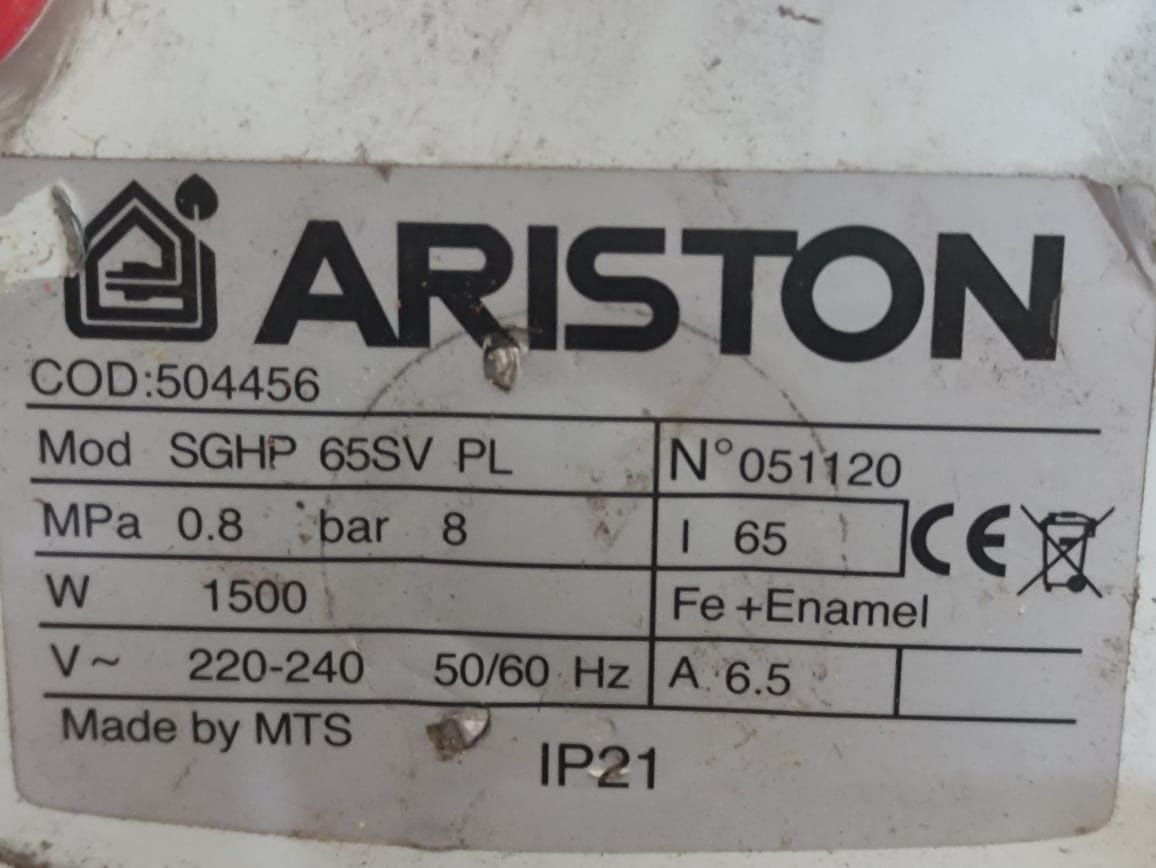 ARISTON
COD:504456
Mod SGHP 65SV PL N°051120
MPa 0.8 bar 8 l 65 CE
W 1500 Fe+Enamel
V~ 220-240 50/60 Hz A 6.5
Made by MTS
IP21